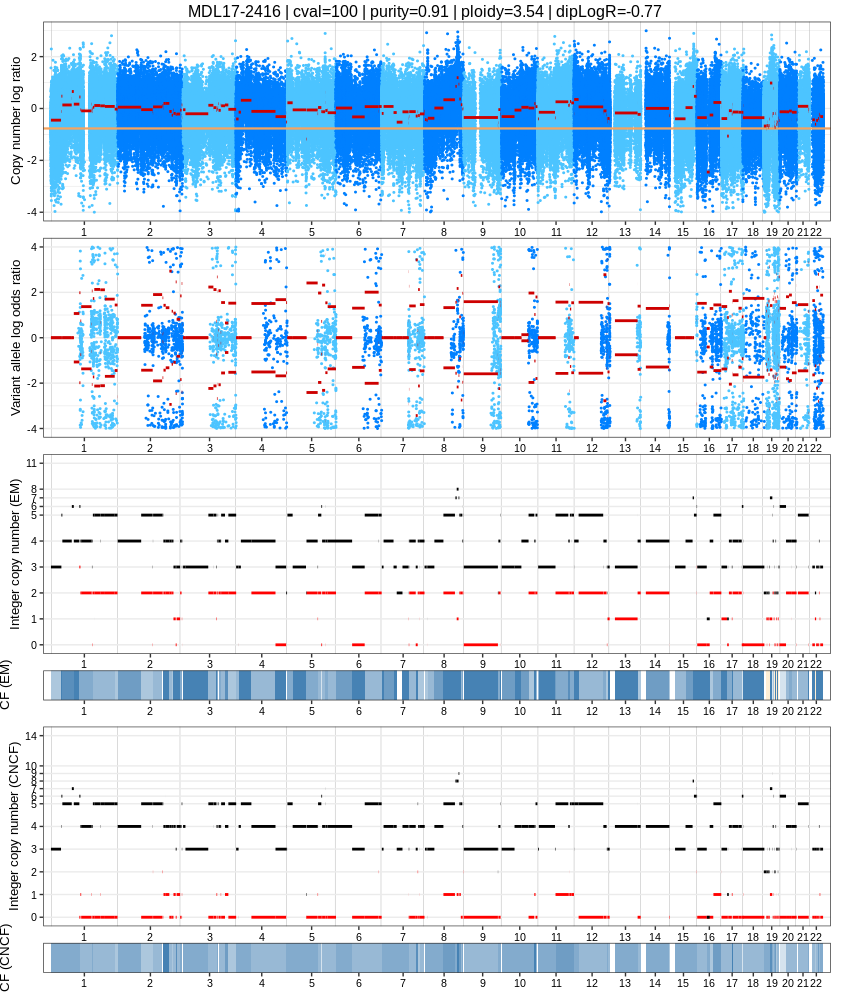 MDL17-2416 | cval=100 | purity=0.91 | ploidy=3.54 | dipLogR=-0.77
Copy number log ratio
2
0
-2
-4
1 2 3 4 5 6 7 8 9 10 11 12 13 14 15 16 17 18 19 20 21 22
Variant allele log odds ratio
4
2
0
-2
-4
1 2 3 4 5 6 7 8 9 10 11 12 13 14 15 16 17 18 19 20 21 22
Integer copy number (EM)
11
8
7
6
5
4
3
2
1
0
1 2 3 4 5 6 7 8 9 10 11 12 13 14 15 16 17 18 19 20 21 22
CF (EM)
1 2 3 4 5 6 7 8 9 10 11 12 13 14 15 16 17 18 19 20 21 22
Integer copy number (CNCF)
14
9
8
7
6
5
4
3
2
1
0
1 2 3 4 5 6 7 8 9 10 11 12 13 14 15 16 17 18 19 20 21 22
CF (CNCF)
1 2 3 4 5 6 7 8 9 10 11 12 13 14 15 16 17 18 19 20 21 22